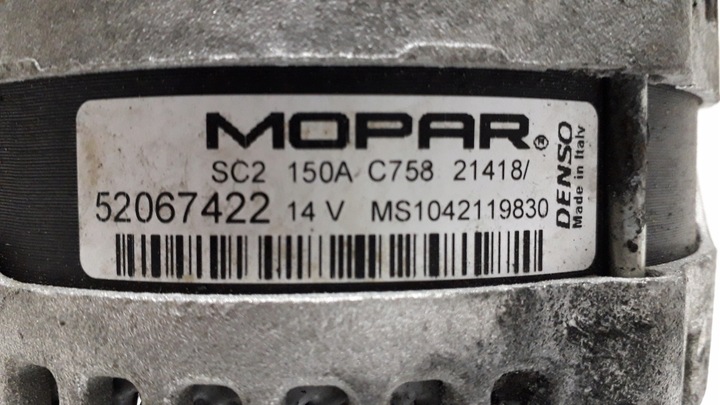 MOPAR®
SC2 150A C758 21418/
52067422 14 V MS1042119830
DENSO
Made in Italy